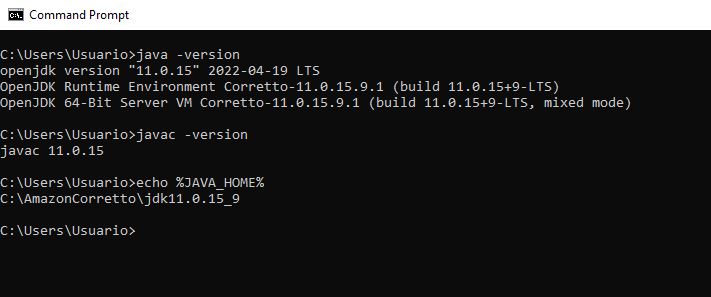 Command Prompt
C:\Users\Usuario>java -version
openjdk version "11.0.15" 2022-04-19 LTS
OpenJDK Runtime Environment Corretto-11.0.15.9.1 (build 11.0.15+9-LTS)
OpenJDK 64-Bit Server VM Corretto-11.0.15.9.1 (build 11.0.15+9-LTS, mixed mode)
C:\Users\Usuario>javac -version
javac 11.0.15
C:\Users\Usuario>echo %JAVA_HOME%
C:\AmazonCorretto\jdk11.0.15_9
C:\Users\Usuario>